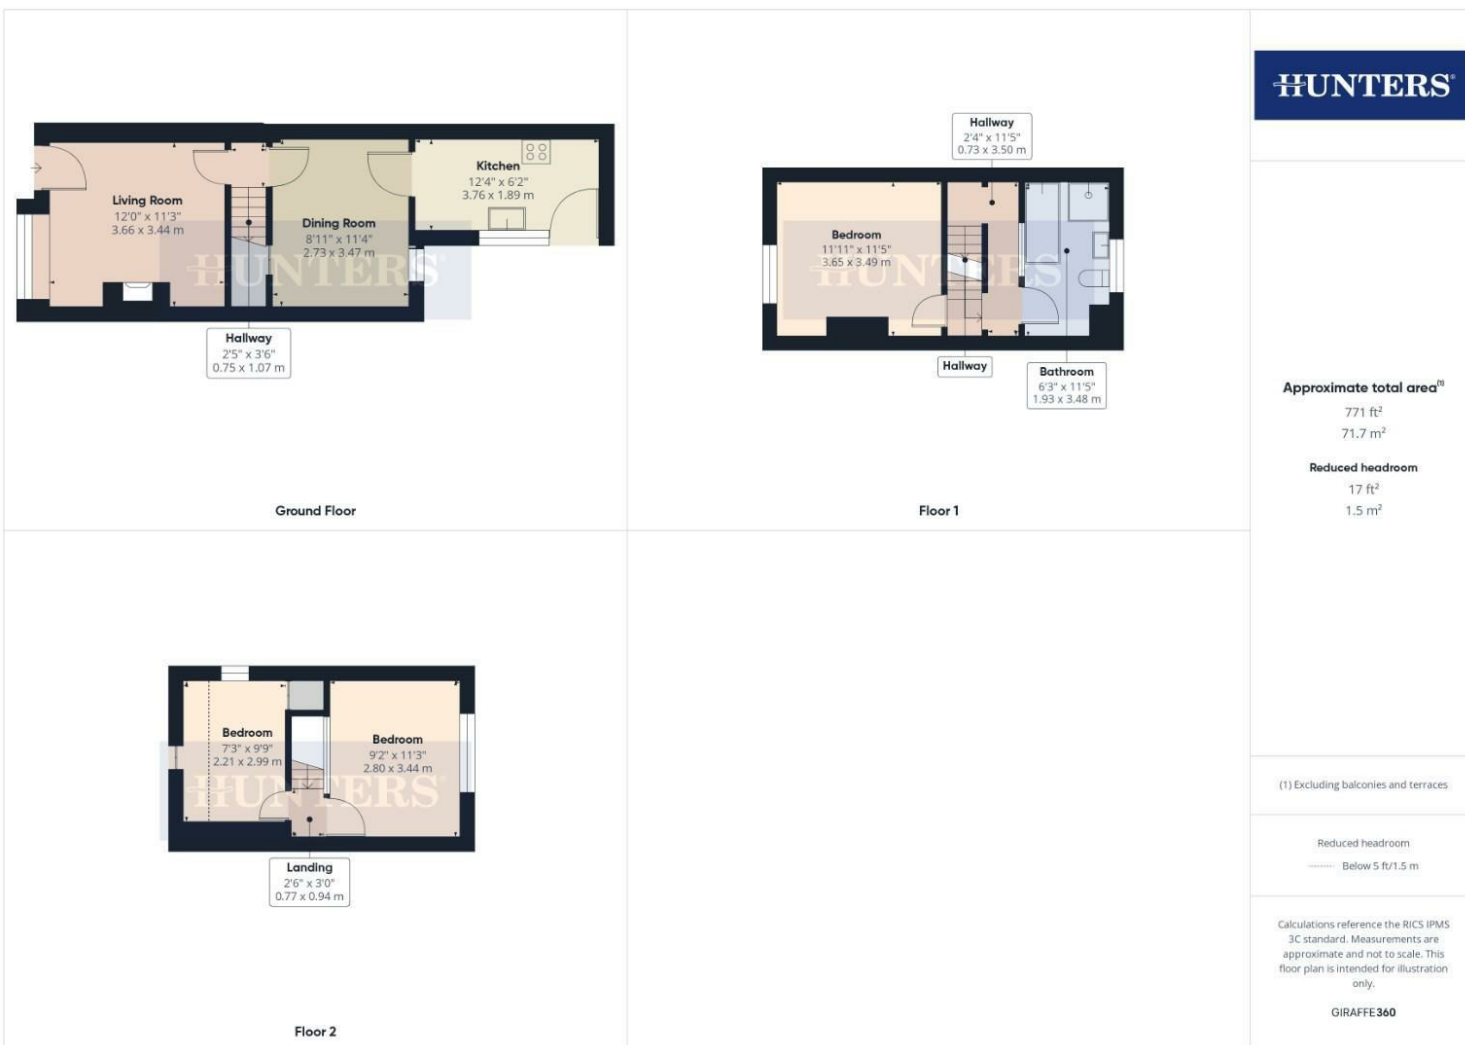 Living Room
12'0" x 11'3"
3.66 x 3.44 m
Dining Room
8'11" x 11'4"
2.73 x 3.47 m
Kitchen
12'4" x 6'2"
3.76 x 1.89 m
HUNTERS®
Hallway
2'5" x 3'6"
0.75 x 1.07 m
Ground Floor
Hallway
2'4" x 11'5"
0.73 x 3.50 m
Bedroom
11'11" x 11'5"
3.65 x 3.49 m
HUNTERS®
Hallway
Bathroom
6'3" x 11'5"
1.93 x 3.48 m
Floor 1
Bedroom
7'3" x 9'9"
2.21 x 2.99 m
Bedroom
9'2" x 11'3"
2.80 x 3.44 m
HUNTERS®
Landing
2'6" x 3'0"
0.77 x 0.94 m
Floor 2
HUNTERS®
Approximate total area(1)
771 ft²
71.7 m²
Reduced headroom
17 ft²
1.5 m²
(1) Excluding balconies and terraces
Reduced headroom
Below 5 ft/1.5 m
Calculations reference the RICS IPMS
3C standard. Measurements are
approximate and not to scale. This
floor plan is intended for illustration
only.
GIRAFFE360